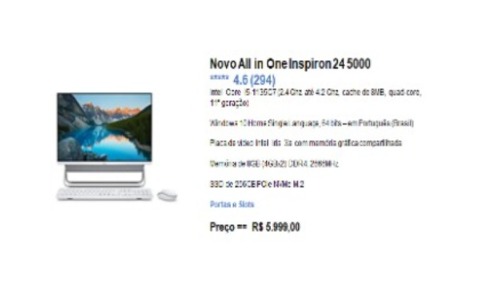 Novo All in One Inspiron 24 5000
4.6 (294)
Intel Core i5-1135G7 (2.4 Ghz até 4.2 Ghz, cache de 8MB, quad-core,
11ª geração)
Windows 10 Home Single Language, 64 bits – em Português (Brasil)
Placa de vídeo Intel Iris Xe com memória gráfica compartilhada
Memória de 8GB (4GBx2) DDR4, 2666MHz
SSD de 256GB PCIe NVMe M.2
Portas e Slots
Preço == R$ 5.999,00